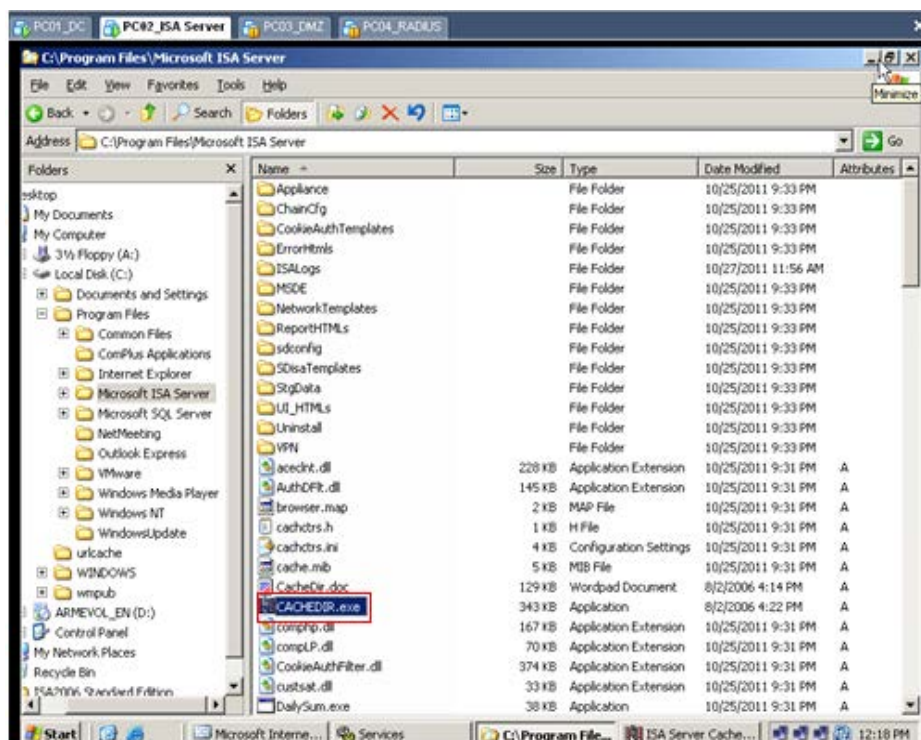 PC01_DC PC02_ISA Server PC03_DMZ PC04_RADIUS
C:\Program Files\Microsoft ISA Server
File Edit View Favorites Tools Help
Minimize
Back Search Folders
Address C:\Program Files\Microsoft ISA Server Go
Folders
esktop
My Documents
My Computer
3½ Floppy (A:)
Local Disk (C:)
Documents and Settings
Program Files
Common Files
ComPlus Applications
Internet Explorer
Microsoft ISA Server
Microsoft SQL Server
NetMeeting
Outlook Express
VMware
Windows Media Player
Windows NT
WindowsUpdate
urlcache
WINDOWS
wmpub
ARMEVOL_EN (D:)
Control Panel
My Network Places
Recycle Bin
ISA2006 Standard Edition
Name Size Type Date Modified Attributes
Appliance File Folder 10/25/2011 9:33 PM
ChainCfg File Folder 10/25/2011 9:33 PM
CookieAuthTemplates File Folder 10/25/2011 9:33 PM
ErrorHtmls File Folder 10/25/2011 9:33 PM
ISALogs File Folder 10/27/2011 11:56 AM
MSDE File Folder 10/25/2011 9:33 PM
NetworkTemplates File Folder 10/25/2011 9:33 PM
ReportHTMLs File Folder 10/25/2011 9:33 PM
sdconfig File Folder 10/25/2011 9:33 PM
SDisaTemplates File Folder 10/25/2011 9:33 PM
StgData File Folder 10/25/2011 9:33 PM
UI_HTMLs File Folder 10/25/2011 9:33 PM
Uninstall File Folder 10/25/2011 9:33 PM
VPN File Folder 10/25/2011 9:33 PM
aceclnt.dll 228 KB Application Extension 10/25/2011 9:31 PM A
AuthDFlt.dll 145 KB Application Extension 10/25/2011 9:31 PM A
browser.map 2 KB MAP File 10/25/2011 9:31 PM A
cachctrs.h 1 KB H File 10/25/2011 9:31 PM A
cachctrs.ini 4 KB Configuration Settings 10/25/2011 9:31 PM A
cache.mib 5 KB MIB File 10/25/2011 9:31 PM A
CacheDir.doc 129 KB Wordpad Document 8/2/2006 4:14 PM A
CACHEDIR.exe 343 KB Application 8/2/2006 4:22 PM A
comphp.dll 167 KB Application Extension 10/25/2011 9:31 PM A
compLP.dll 70 KB Application Extension 10/25/2011 9:31 PM A
CookieAuthFilter.dll 374 KB Application Extension 10/25/2011 9:31 PM A
custsat.dll 33 KB Application Extension 10/25/2011 9:31 PM A
DailySum.exe 38 KB Application 10/25/2011 9:31 PM A
Start Microsoft Interne... Services C:\Program File... ISA Server Cache... 12:18 PM